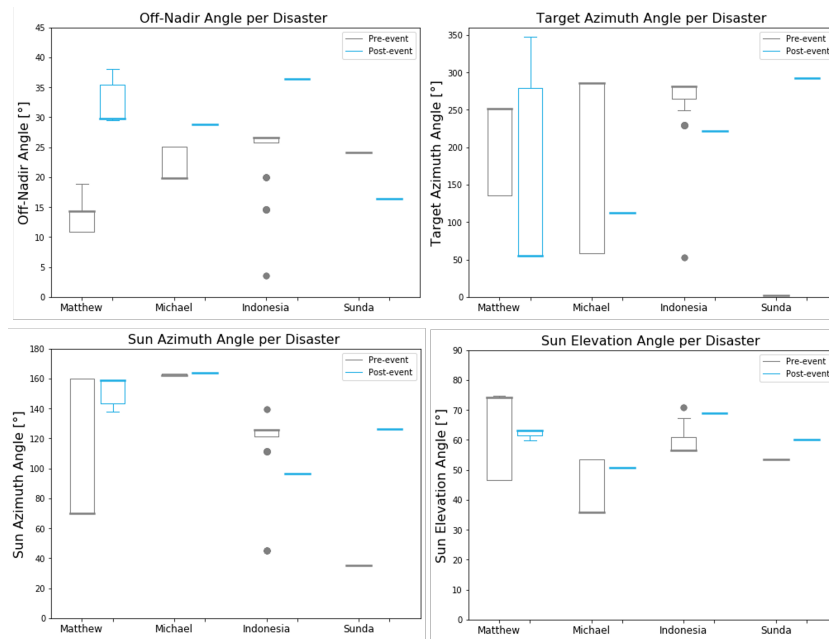 Off-Nadir Angle per Disaster
Off-Nadir Angle [°]
45
40
35
30
25
20
15
10
5
0
Pre-event
Post-event
Matthew Michael Indonesia Sunda
Target Azimuth Angle per Disaster
Target Azimuth Angle [°]
350
300
250
200
150
100
50
0
Pre-event
Post-event
Matthew Michael Indonesia Sunda
Sun Azimuth Angle per Disaster
Sun Azimuth Angle [°]
180
160
140
120
100
80
60
40
20
0
Pre-event
Post-event
Matthew Michael Indonesia Sunda
Sun Elevation Angle per Disaster
Sun Elevation Angle [°]
90
80
70
60
50
40
30
20
10
0
Pre-event
Post-event
Matthew Michael Indonesia Sunda